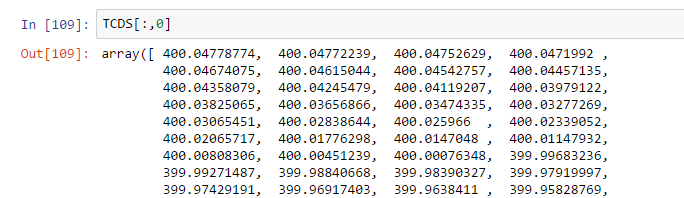 In [109]: TCDS[:,0]
Out[109]: array([ 400.04778774,  400.04772239,  400.04752629,  400.0471992 ,
400.04674075,  400.04615044,  400.04542757,  400.04457135,
400.04358079,  400.04245479,  400.04119207,  400.03979122,
400.03825065,  400.03656866,  400.03474335,  400.03277269,
400.03065451,  400.02838644,  400.025966  ,  400.02339052,
400.02065717,  400.01776298,  400.0147048 ,  400.01147932,
400.00808306,  400.00451239,  400.00076348,  399.99683236,
399.99271487,  399.98840668,  399.98390327,  399.97919997,
399.97429191,  399.96917403,  399.9638411 ,  399.95828769,